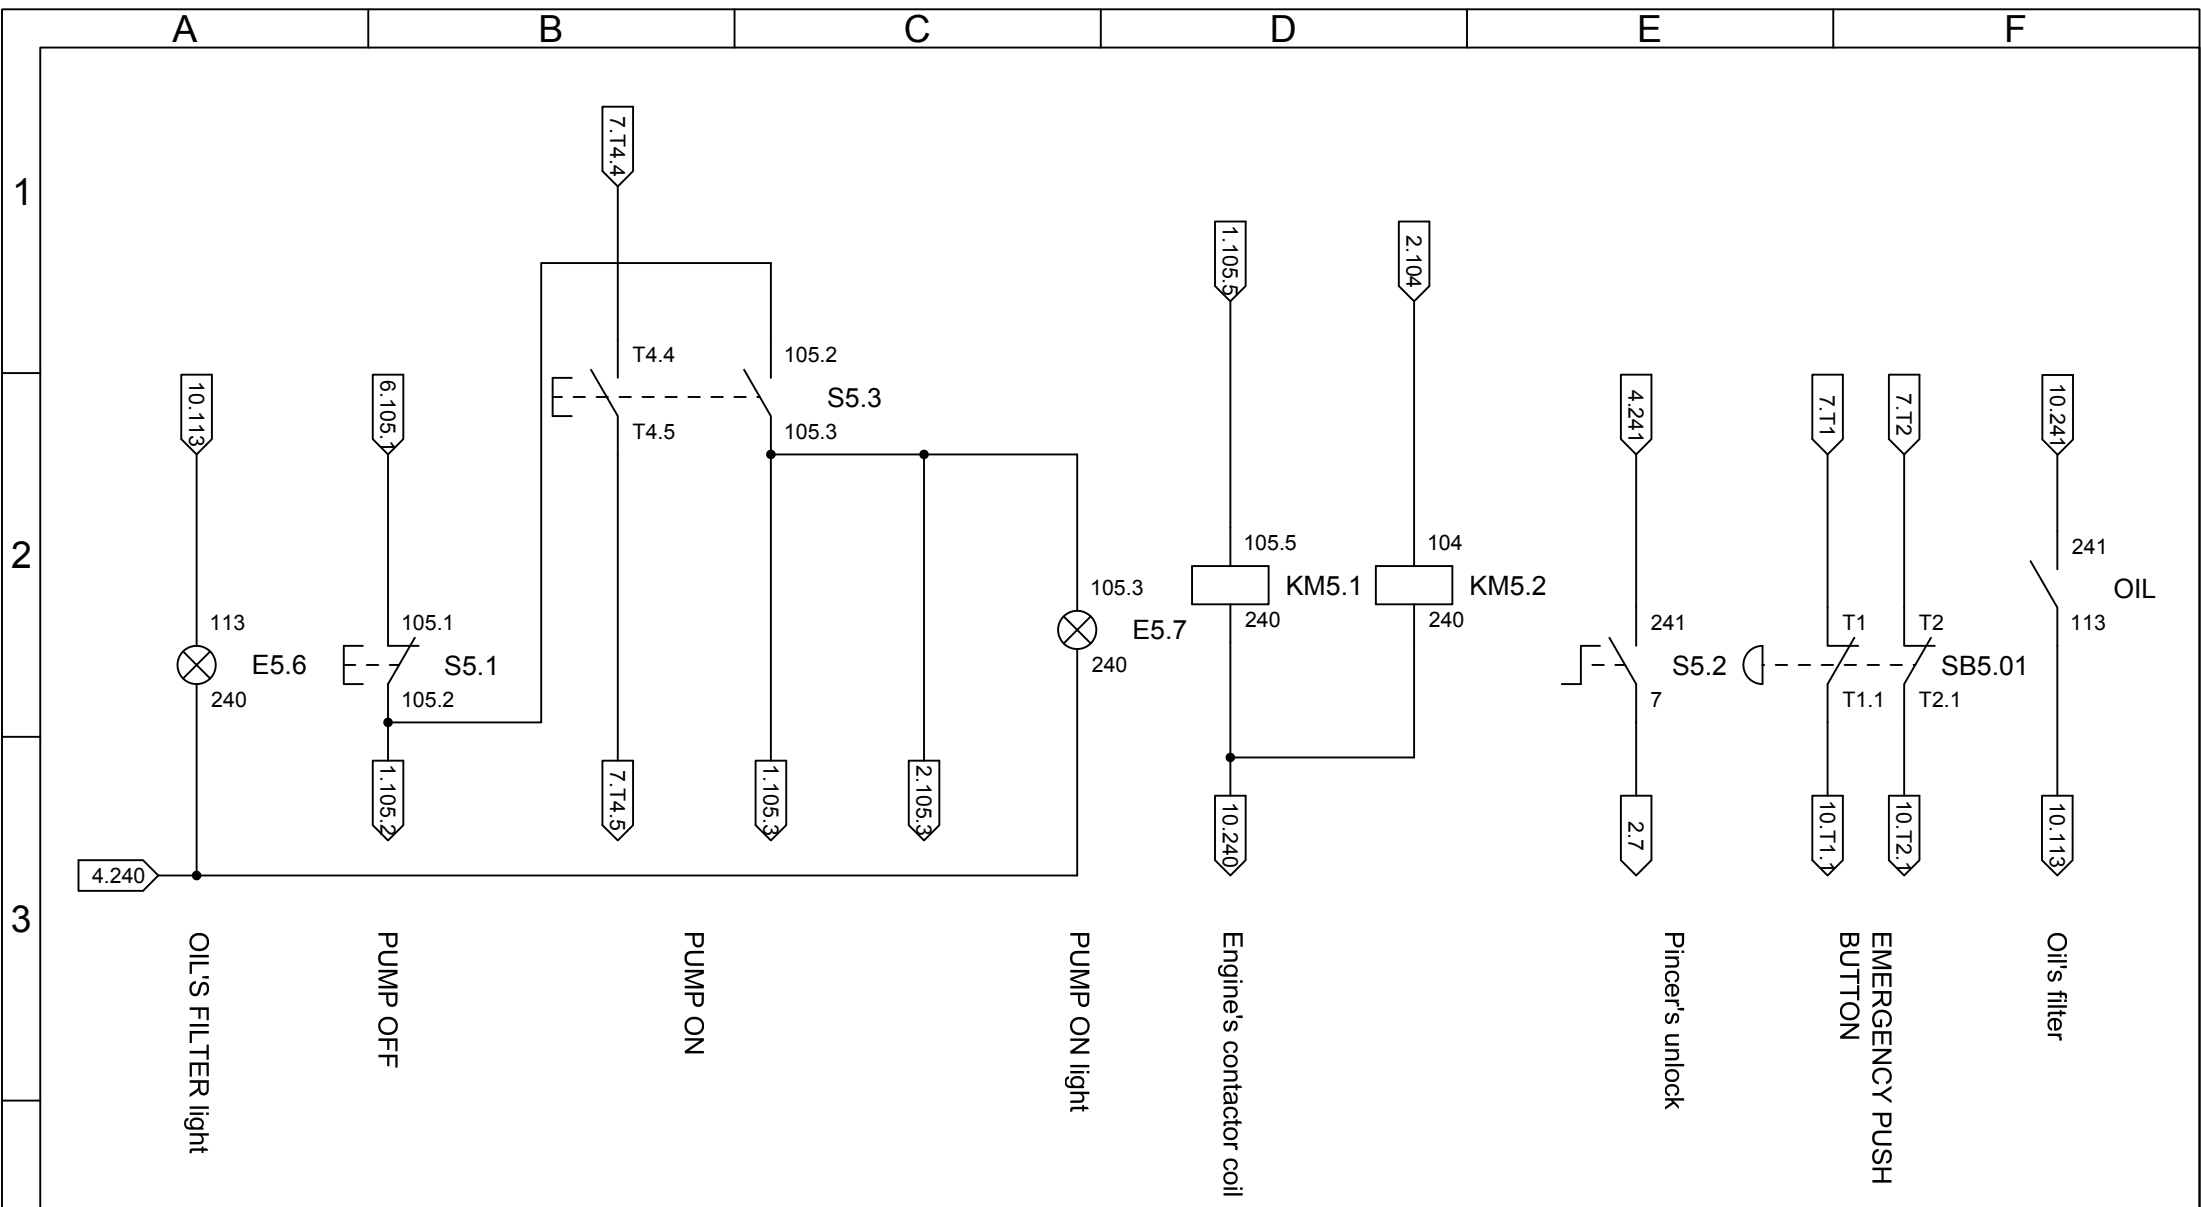 A B C D E F
1
2
3
7.T4.4
1.105.5
2.104
T4.4
105.2
10.113
6.105.1
S5.3
4.241
7.T1
7.T2
10.241
T4.5
105.3
105.5
104
241
105.3
KM5.1
KM5.2
OIL
113
105.1
E5.7
240
240
241
T1
T2
113
E5.6
S5.1
240
S5.2
SB5.01
240
105.2
7
T1.1
T2.1
1.105.2
7.T4.5
1.105.3
2.105.3
10.240
2.7
10.T1.1
10.T2.1
10.113
4.240
OIL'S FILTER light
PUMP OFF
PUMP ON
PUMP ON light
Engine's contactor coil
Pincer's unlock
EMERGENCY PUSH
BUTTON
Oil's filter